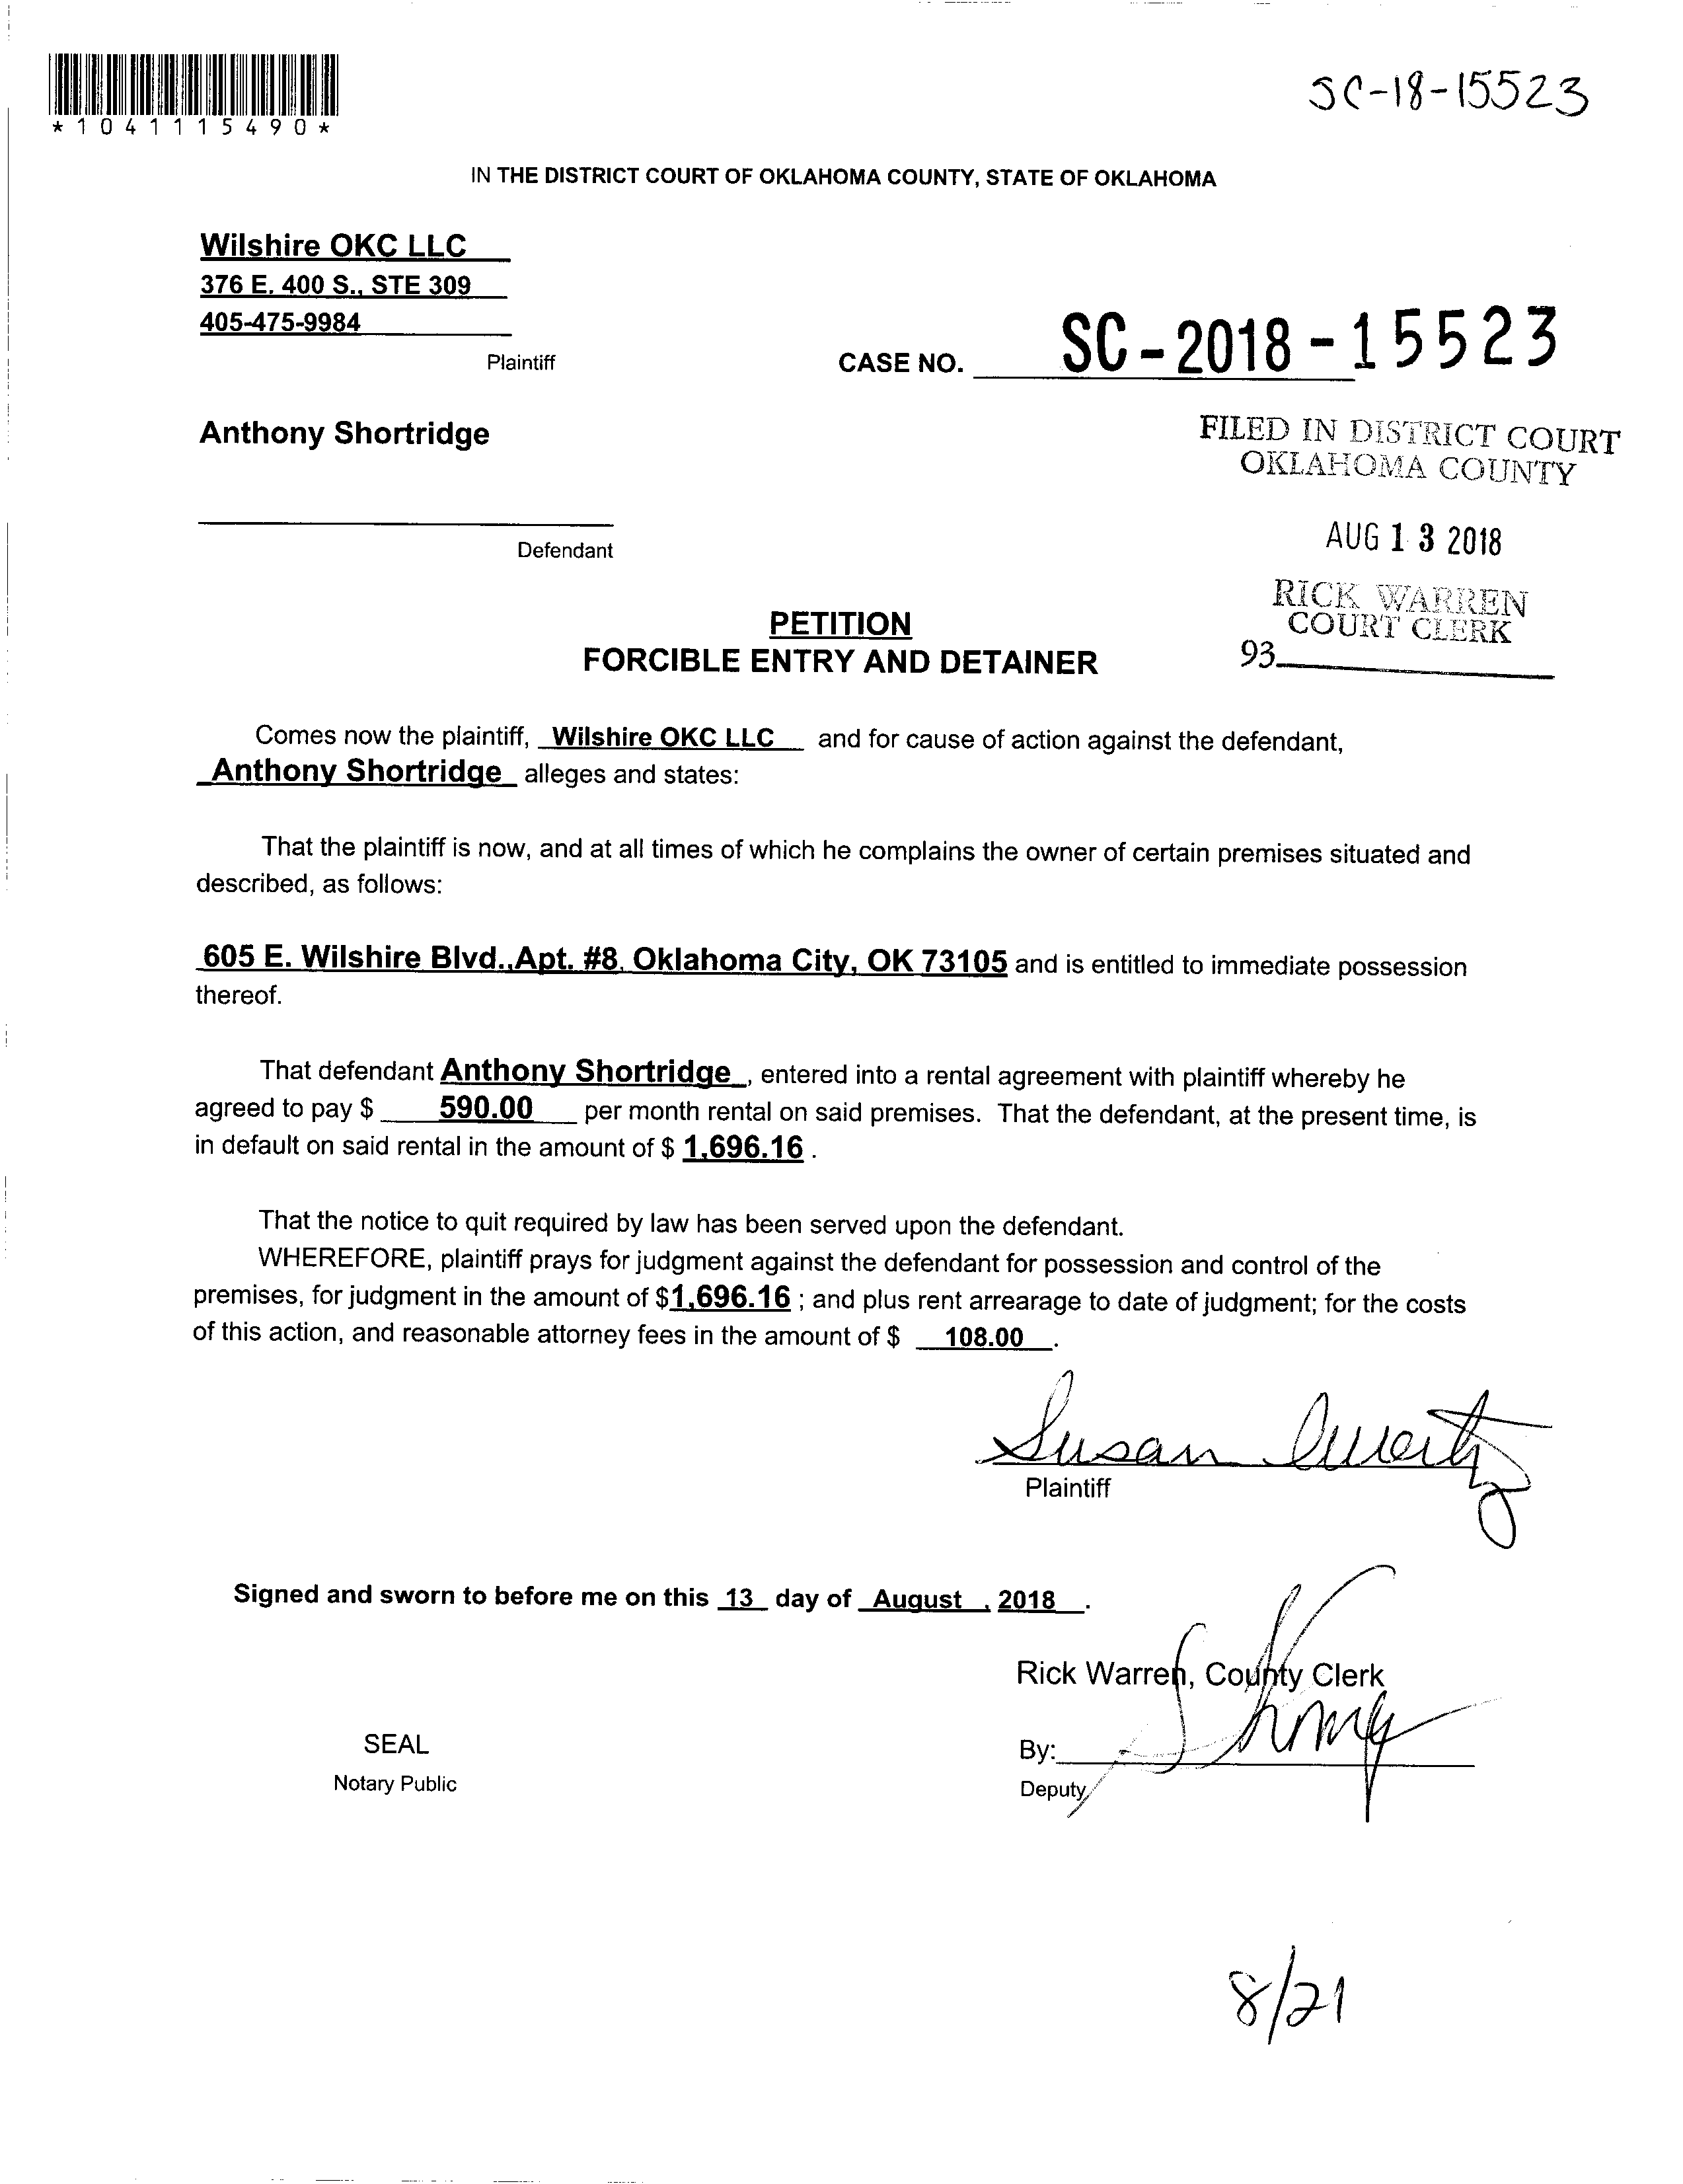 SC-18-15523
*1041115490*
IN THE DISTRICT COURT OF OKLAHOMA COUNTY, STATE OF OKLAHOMA
Wilshire OKC LLC
376 E. 400 S., STE 309
405-475-9984
Plaintiff
CASE NO. SC-2018-15523
Anthony Shortridge
Defendant
FILED IN DISTRICT COURT
OKLAHOMA COUNTY
AUG 13 2018
RICK WARREN
COURT CLERK
93
PETITION
FORCIBLE ENTRY AND DETAINER
Comes now the plaintiff, Wilshire OKC LLC and for cause of action against the defendant,
Anthony Shortridge alleges and states:
That the plaintiff is now, and at all times of which he complains the owner of certain premises situated and
described, as follows:
605 E. Wilshire Blvd.,Apt. #8, Oklahoma City, OK 73105 and is entitled to immediate possession
thereof.
That defendant Anthony Shortridge , entered into a rental agreement with plaintiff whereby he
agreed to pay $ 590.00 per month rental on said premises. That the defendant, at the present time, is
in default on said rental in the amount of $ 1,696.16 .
That the notice to quit required by law has been served upon the defendant.
WHEREFORE, plaintiff prays for judgment against the defendant for possession and control of the
premises, for judgment in the amount of $1,696.16 ; and plus rent arrearage to date of judgment; for the costs
of this action, and reasonable attorney fees in the amount of $ 108.00 .
Susan
Plaintiff
Signed and sworn to before me on this 13 day of August , 2018 .
Rick Warren, County Clerk
SEAL
Notary Public
By:
Deputy
8/21